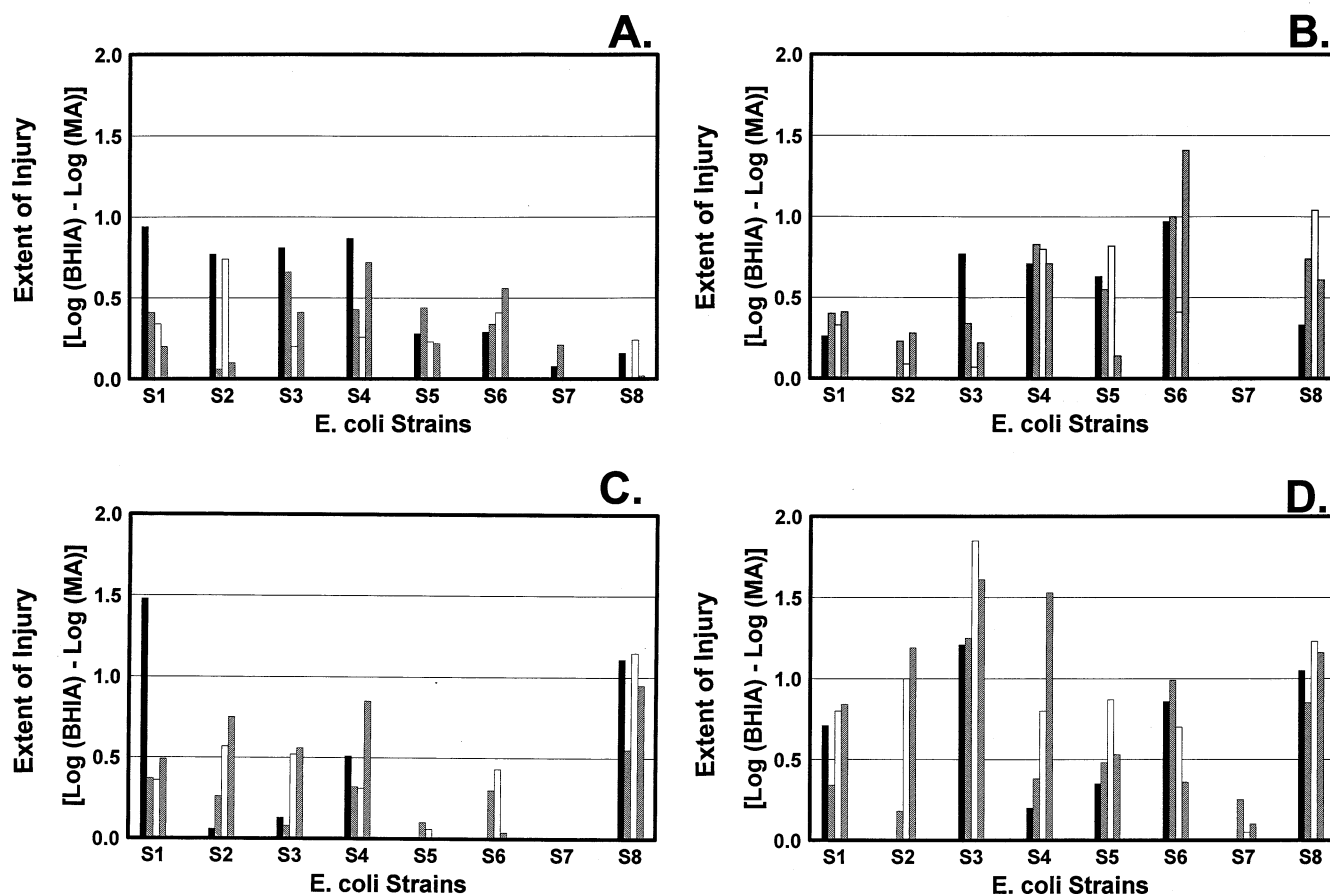 A.
Extent of Injury
[Log (BHIA) - Log (MA)]
2.0
1.5
1.0
0.5
0.0
S1 S2 S3 S4 S5 S6 S7 S8
E. coli Strains
B.
Extent of Injury
[Log (BHIA) - Log (MA)]
2.0
1.5
1.0
0.5
0.0
S1 S2 S3 S4 S5 S6 S7 S8
E. coli Strains
C.
Extent of Injury
[Log (BHIA) - Log (MA)]
2.0
1.5
1.0
0.5
0.0
S1 S2 S3 S4 S5 S6 S7 S8
E. coli Strains
D.
Extent of Injury
[Log (BHIA) - Log (MA)]
2.0
1.5
1.0
0.5
0.0
S1 S2 S3 S4 S5 S6 S7 S8
E. coli Strains